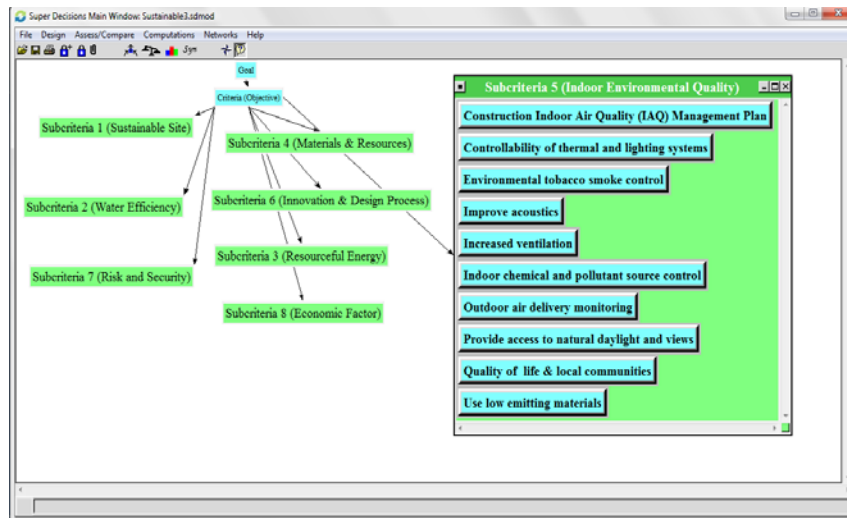 Super Decisions Main Window: Sustainable3.sdmod
File Design Assess/Compare Computations Networks Help
Syn
Goal
Criteria (Objective)
Subcriteria 1 (Sustainable Site)
Subcriteria 4 (Materials & Resources)
Subcriteria 2 (Water Efficiency)
Subcriteria 6 (Innovation & Design Process)
Subcriteria 3 (Resourceful Energy)
Subcriteria 7 (Risk and Security)
Subcriteria 8 (Economic Factor)
Subcriteria 5 (Indoor Environmental Quality)
Construction Indoor Air Quality (IAQ) Management Plan
Controllability of thermal and lighting systems
Environmental tobacco smoke control
Improve acoustics
Increased ventilation
Indoor chemical and pollutant source control
Outdoor air delivery monitoring
Provide access to natural daylight and views
Quality of life & local communities
Use low emitting materials